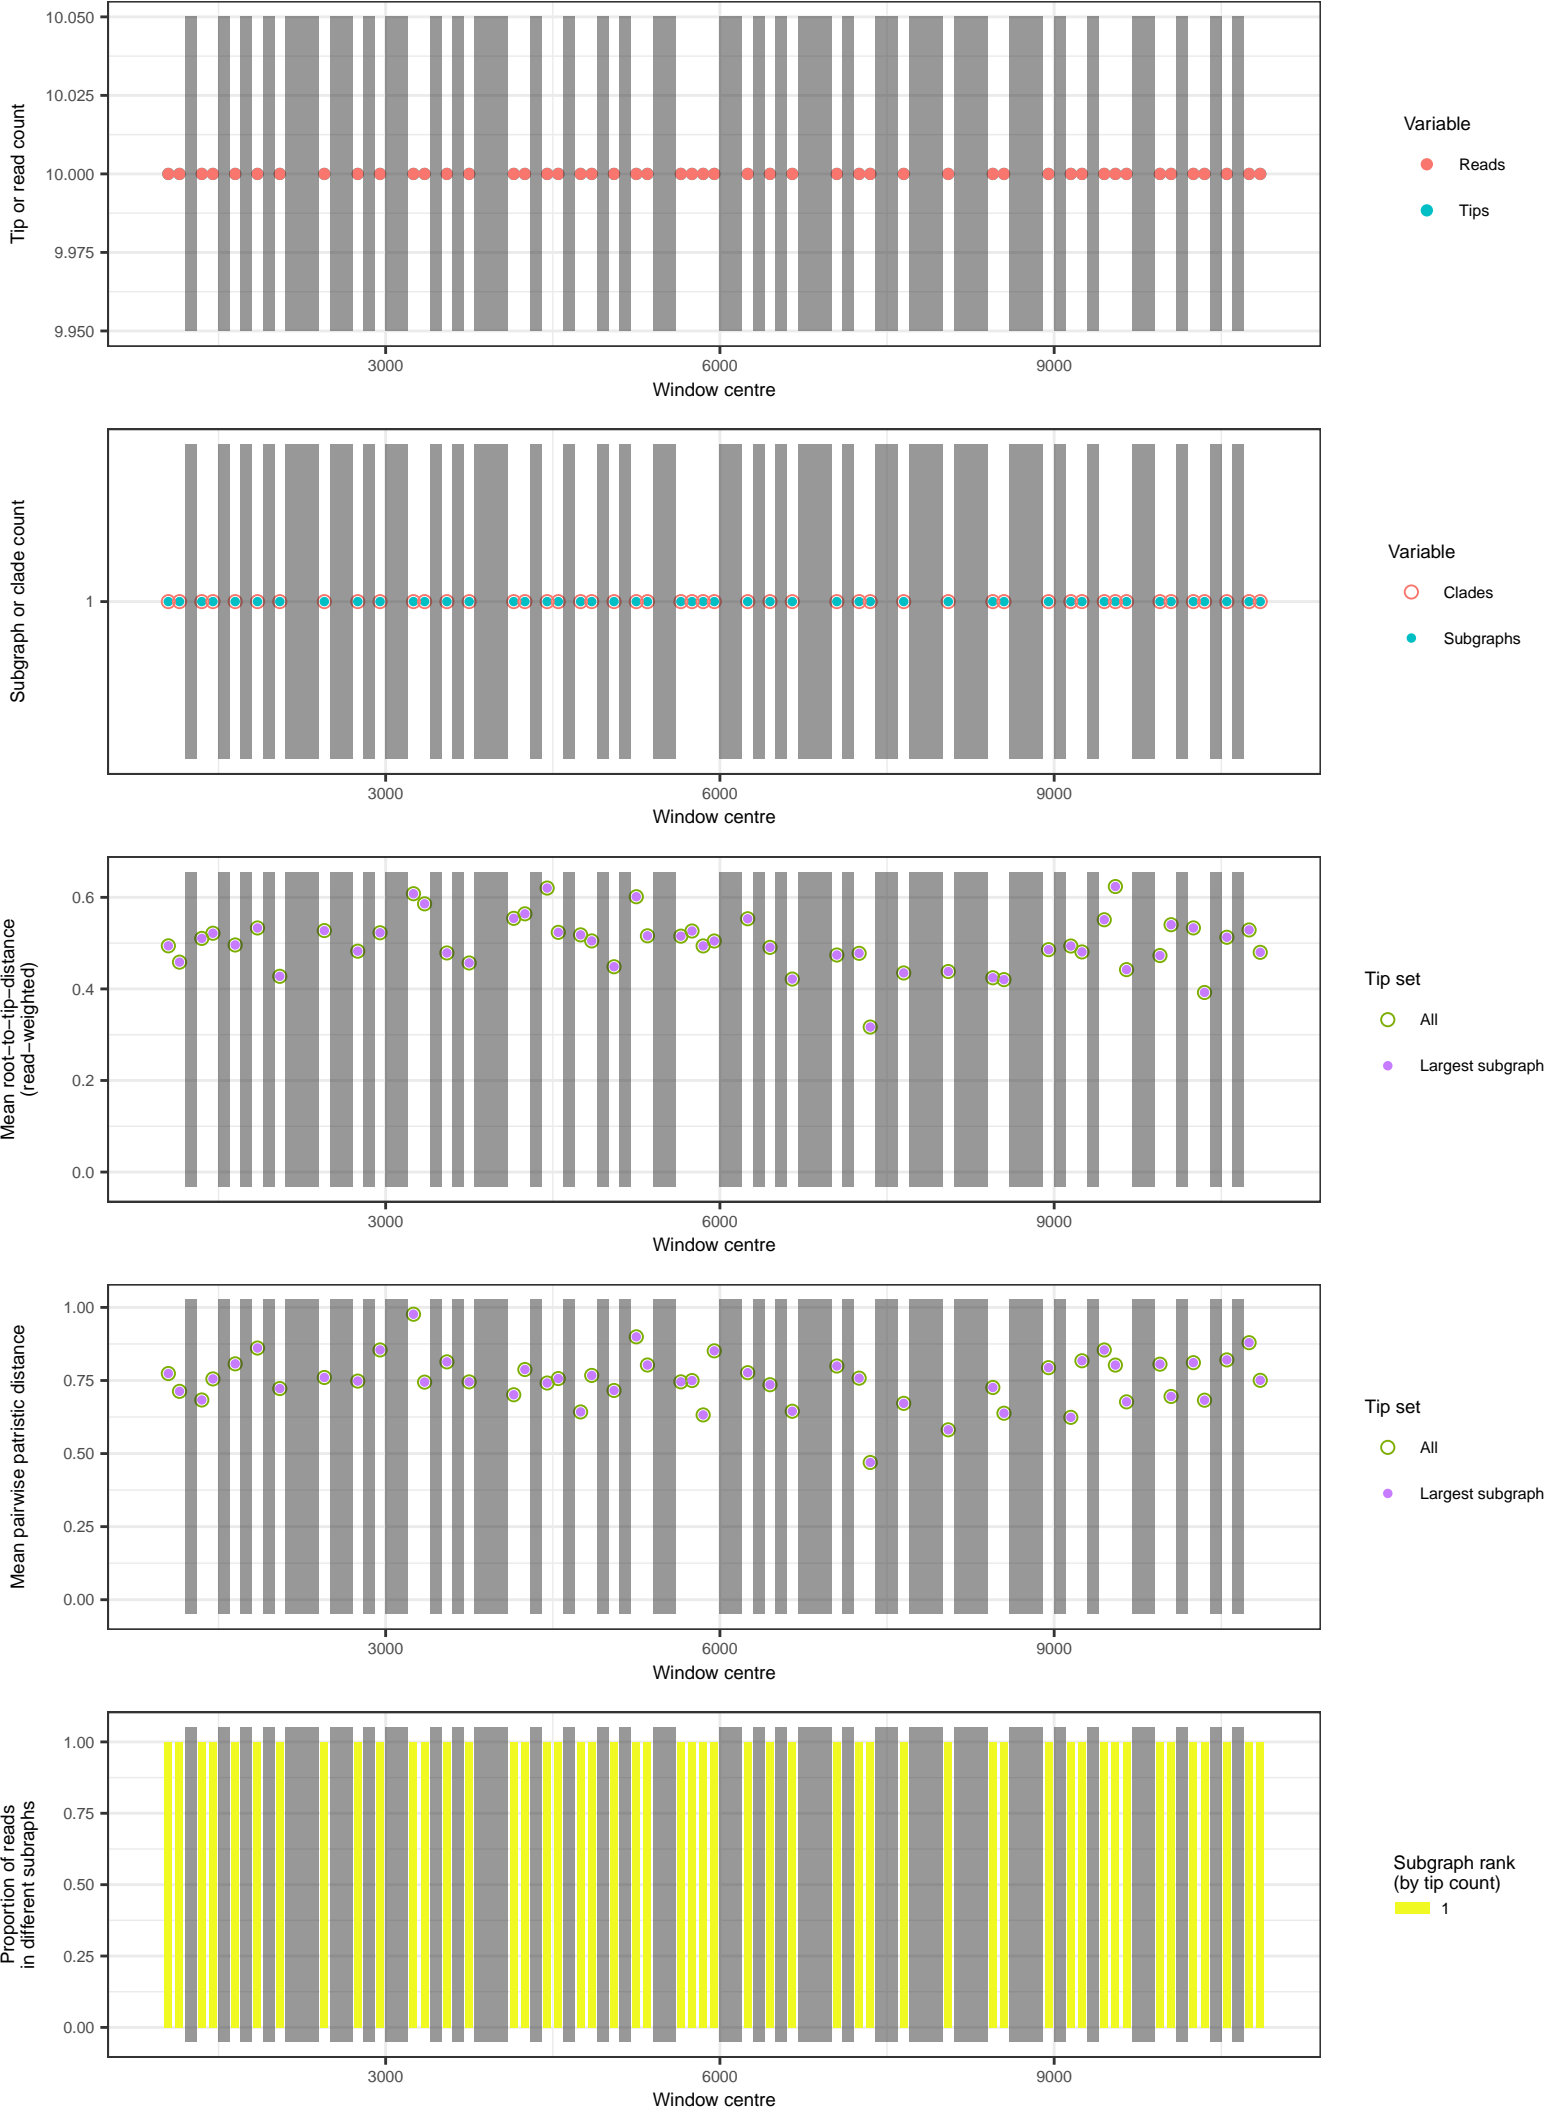 10.050
10.025
10.000
9.975
9.950
Tip or read count
3000
6000
9000
Window centre
Variable
Reads
Tips
1
Subgraph or clade count
3000
6000
9000
Window centre
Variable
Clades
Subgraphs
0.6
0.4
0.2
0.0
Mean root−to−tip−distance
(read−weighted)
3000
6000
9000
Window centre
Tip set
All
Largest subgraph
1.00
0.75
0.50
0.25
0.00
Mean pairwise patristic distance
3000
6000
9000
Window centre
Tip set
All
Largest subgraph
1.00
0.75
0.50
0.25
0.00
Proportion of reads
in different subraphs
3000
6000
9000
Window centre
Subgraph rank
(by tip count)
1